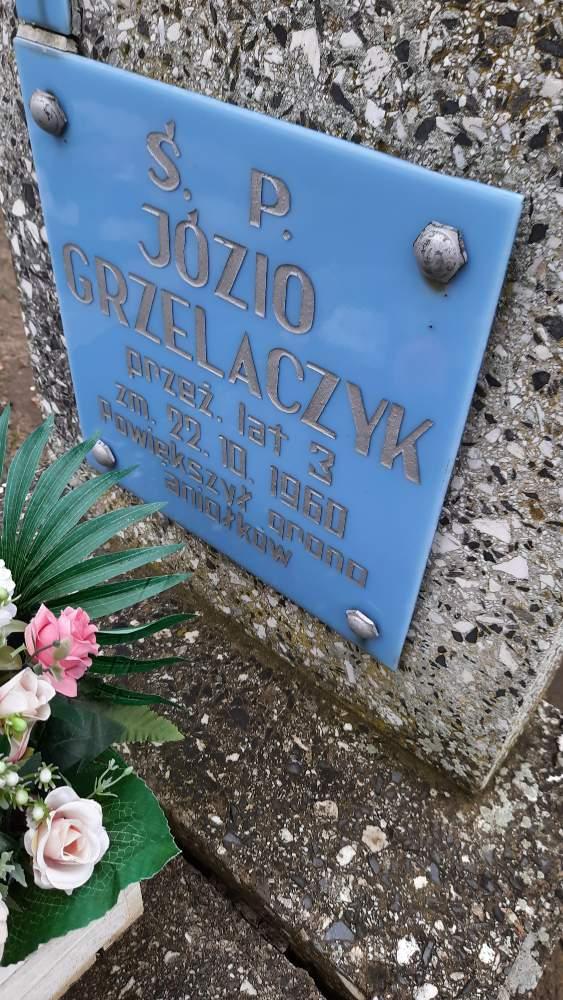 Ś. P.
JÓZIO
GRZELACZYK
przeż. lat 3
zm. 22.10.1960
Powiększył grono
aniołków